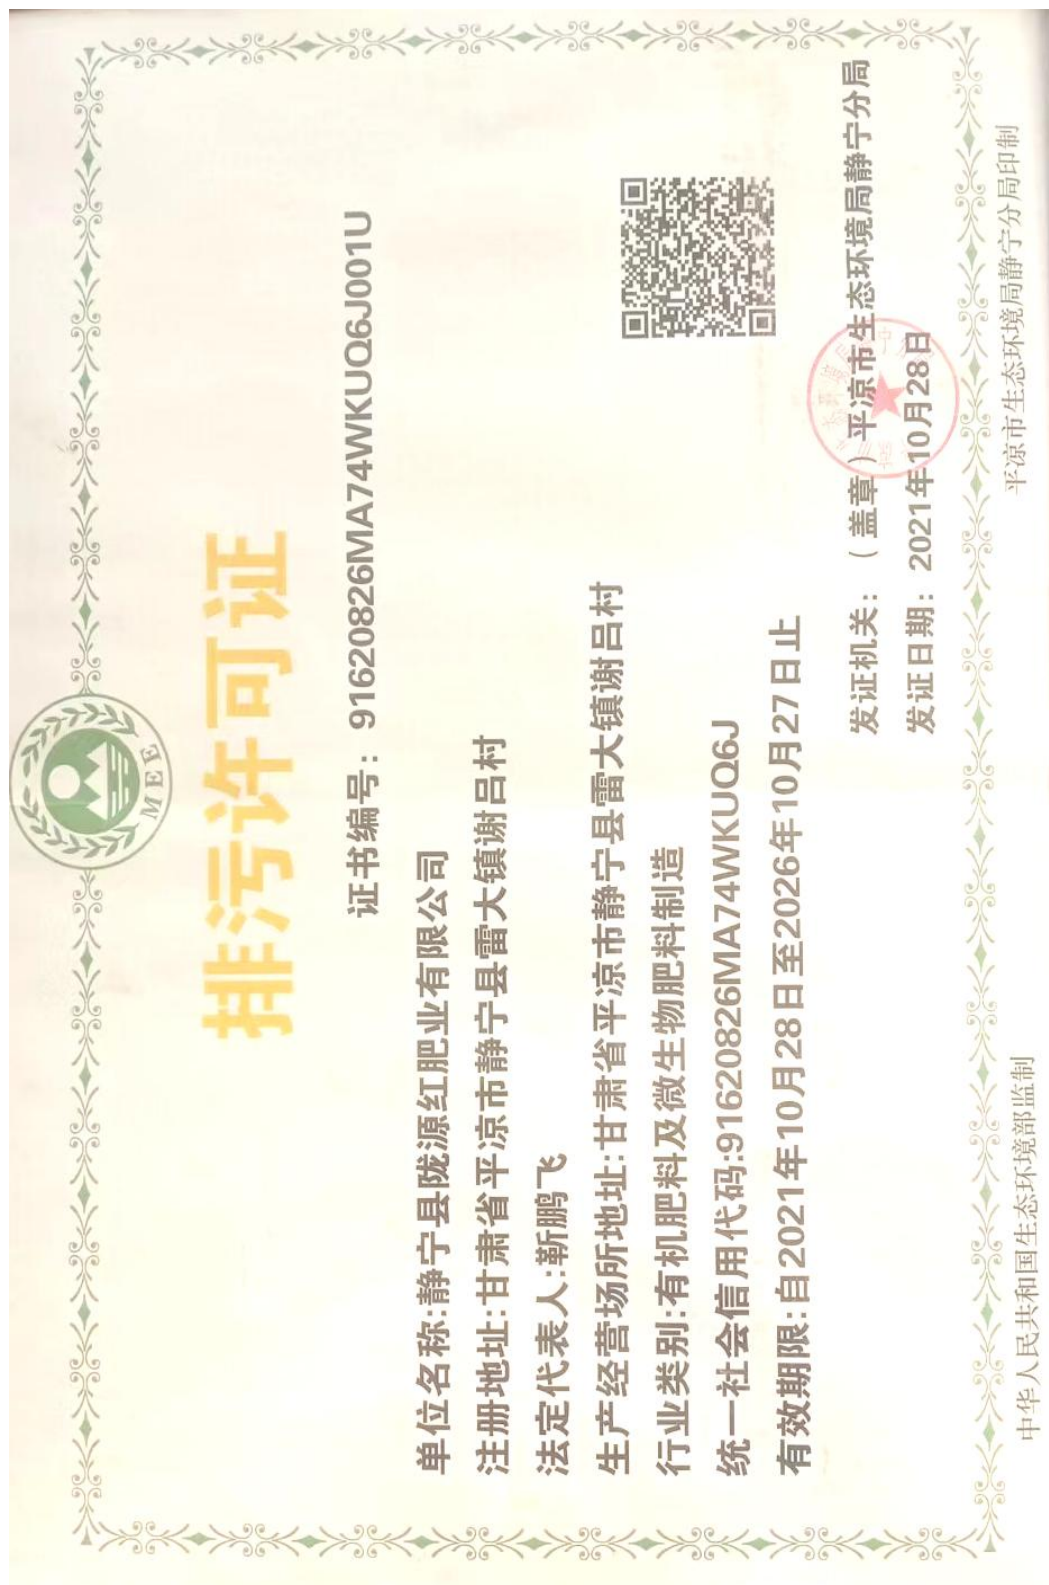 MEE
排污许可证
证书编号：91620826MA74WKUQ6J001U
单位名称:静宁县陇源红肥业有限公司
注册地址:甘肃省平凉市静宁县雷大镇谢吕村
法定代表人:靳鹏飞
生产经营场所地址:甘肃省平凉市静宁县雷大镇谢吕村
行业类别:有机肥料及微生物肥料制造
统一社会信用代码:91620826MA74WKUQ6J
有效期限:自2021年10月28日至2026年10月27日止
发证机关：（盖章）平凉市生态环境局静宁分局
发证日期：2021年10月28日
中华人民共和国生态环境部监制
平凉市生态环境局静宁分局印制